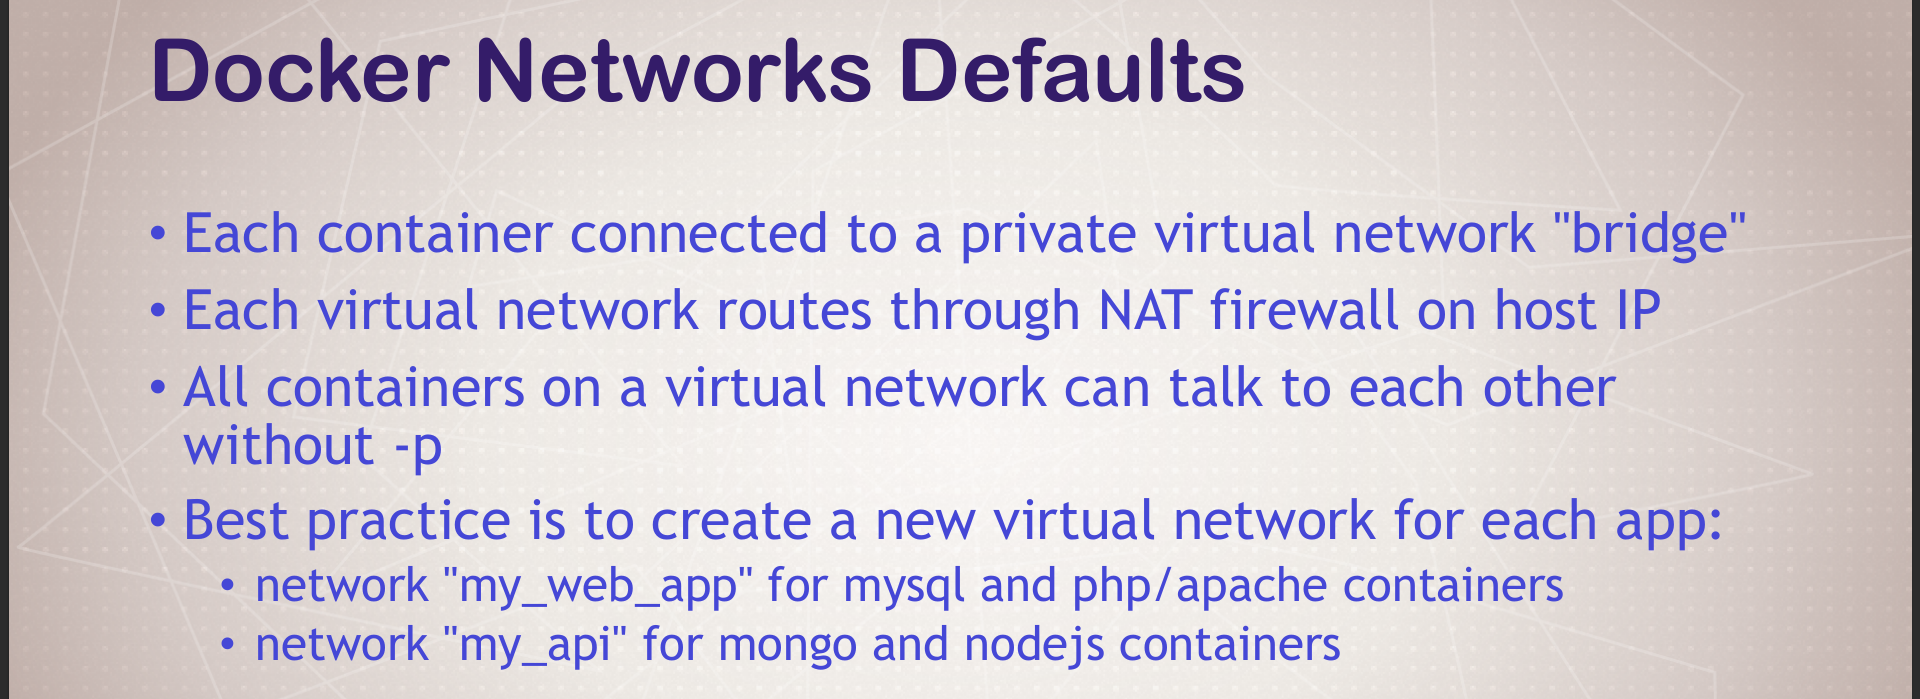 Docker Networks Defaults
• Each container connected to a private virtual network "bridge"
• Each virtual network routes through NAT firewall on host IP
• All containers on a virtual network can talk to each other
without -p
• Best practice is to create a new virtual network for each app:
• network "my_web_app" for mysql and php/apache containers
• network "my_api" for mongo and nodejs containers